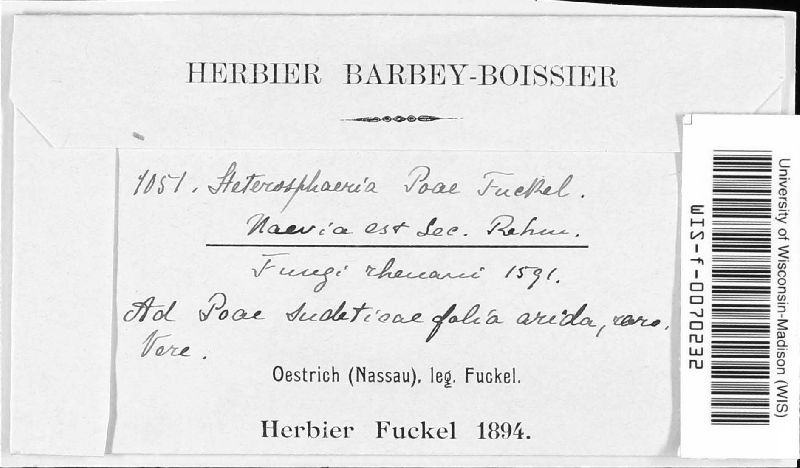 HERBIER BARBEY-BOISSIER
1051. Heterosphaeria Poae Fuckel.
Naevia est sec. Rehm.
Fungi rhenani 1591.
Ad Poae sudeticae folia arida, raro.
Vere.
Oestrich (Nassau), leg. Fuckel.
Herbier Fuckel 1894.
University of Wisconsin-Madison (WIS)
WIS-f-0070232